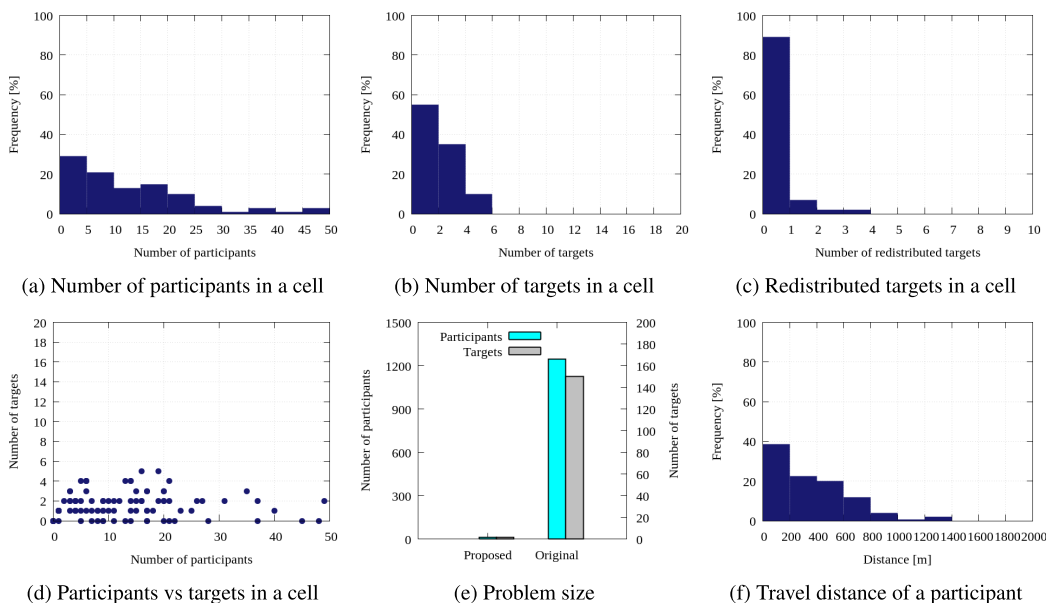 100
80
60
40
20
0
Frequency [%]
0 5 10 15 20 25 30 35 40 45 50
Number of participants
(a) Number of participants in a cell
100
80
60
40
20
0
Frequency [%]
0 2 4 6 8 10 12 14 16 18 20
Number of targets
(b) Number of targets in a cell
100
80
60
40
20
0
Frequency [%]
0 1 2 3 4 5 6 7 8 9 10
Number of redistributed targets
(c) Redistributed targets in a cell
20
18
16
14
12
10
8
6
4
2
0
Number of targets
0 10 20 30 40 50
Number of participants
(d) Participants vs targets in a cell
1500
1200
900
600
300
0
Number of participants
Participants
Targets
200
180
160
140
120
100
80
60
40
20
0
Number of targets
Proposed Original
(e) Problem size
100
80
60
40
20
0
Frequency [%]
0 200 400 600 800 1000 1200 1400 1600 1800 2000
Distance [m]
(f) Travel distance of a participant